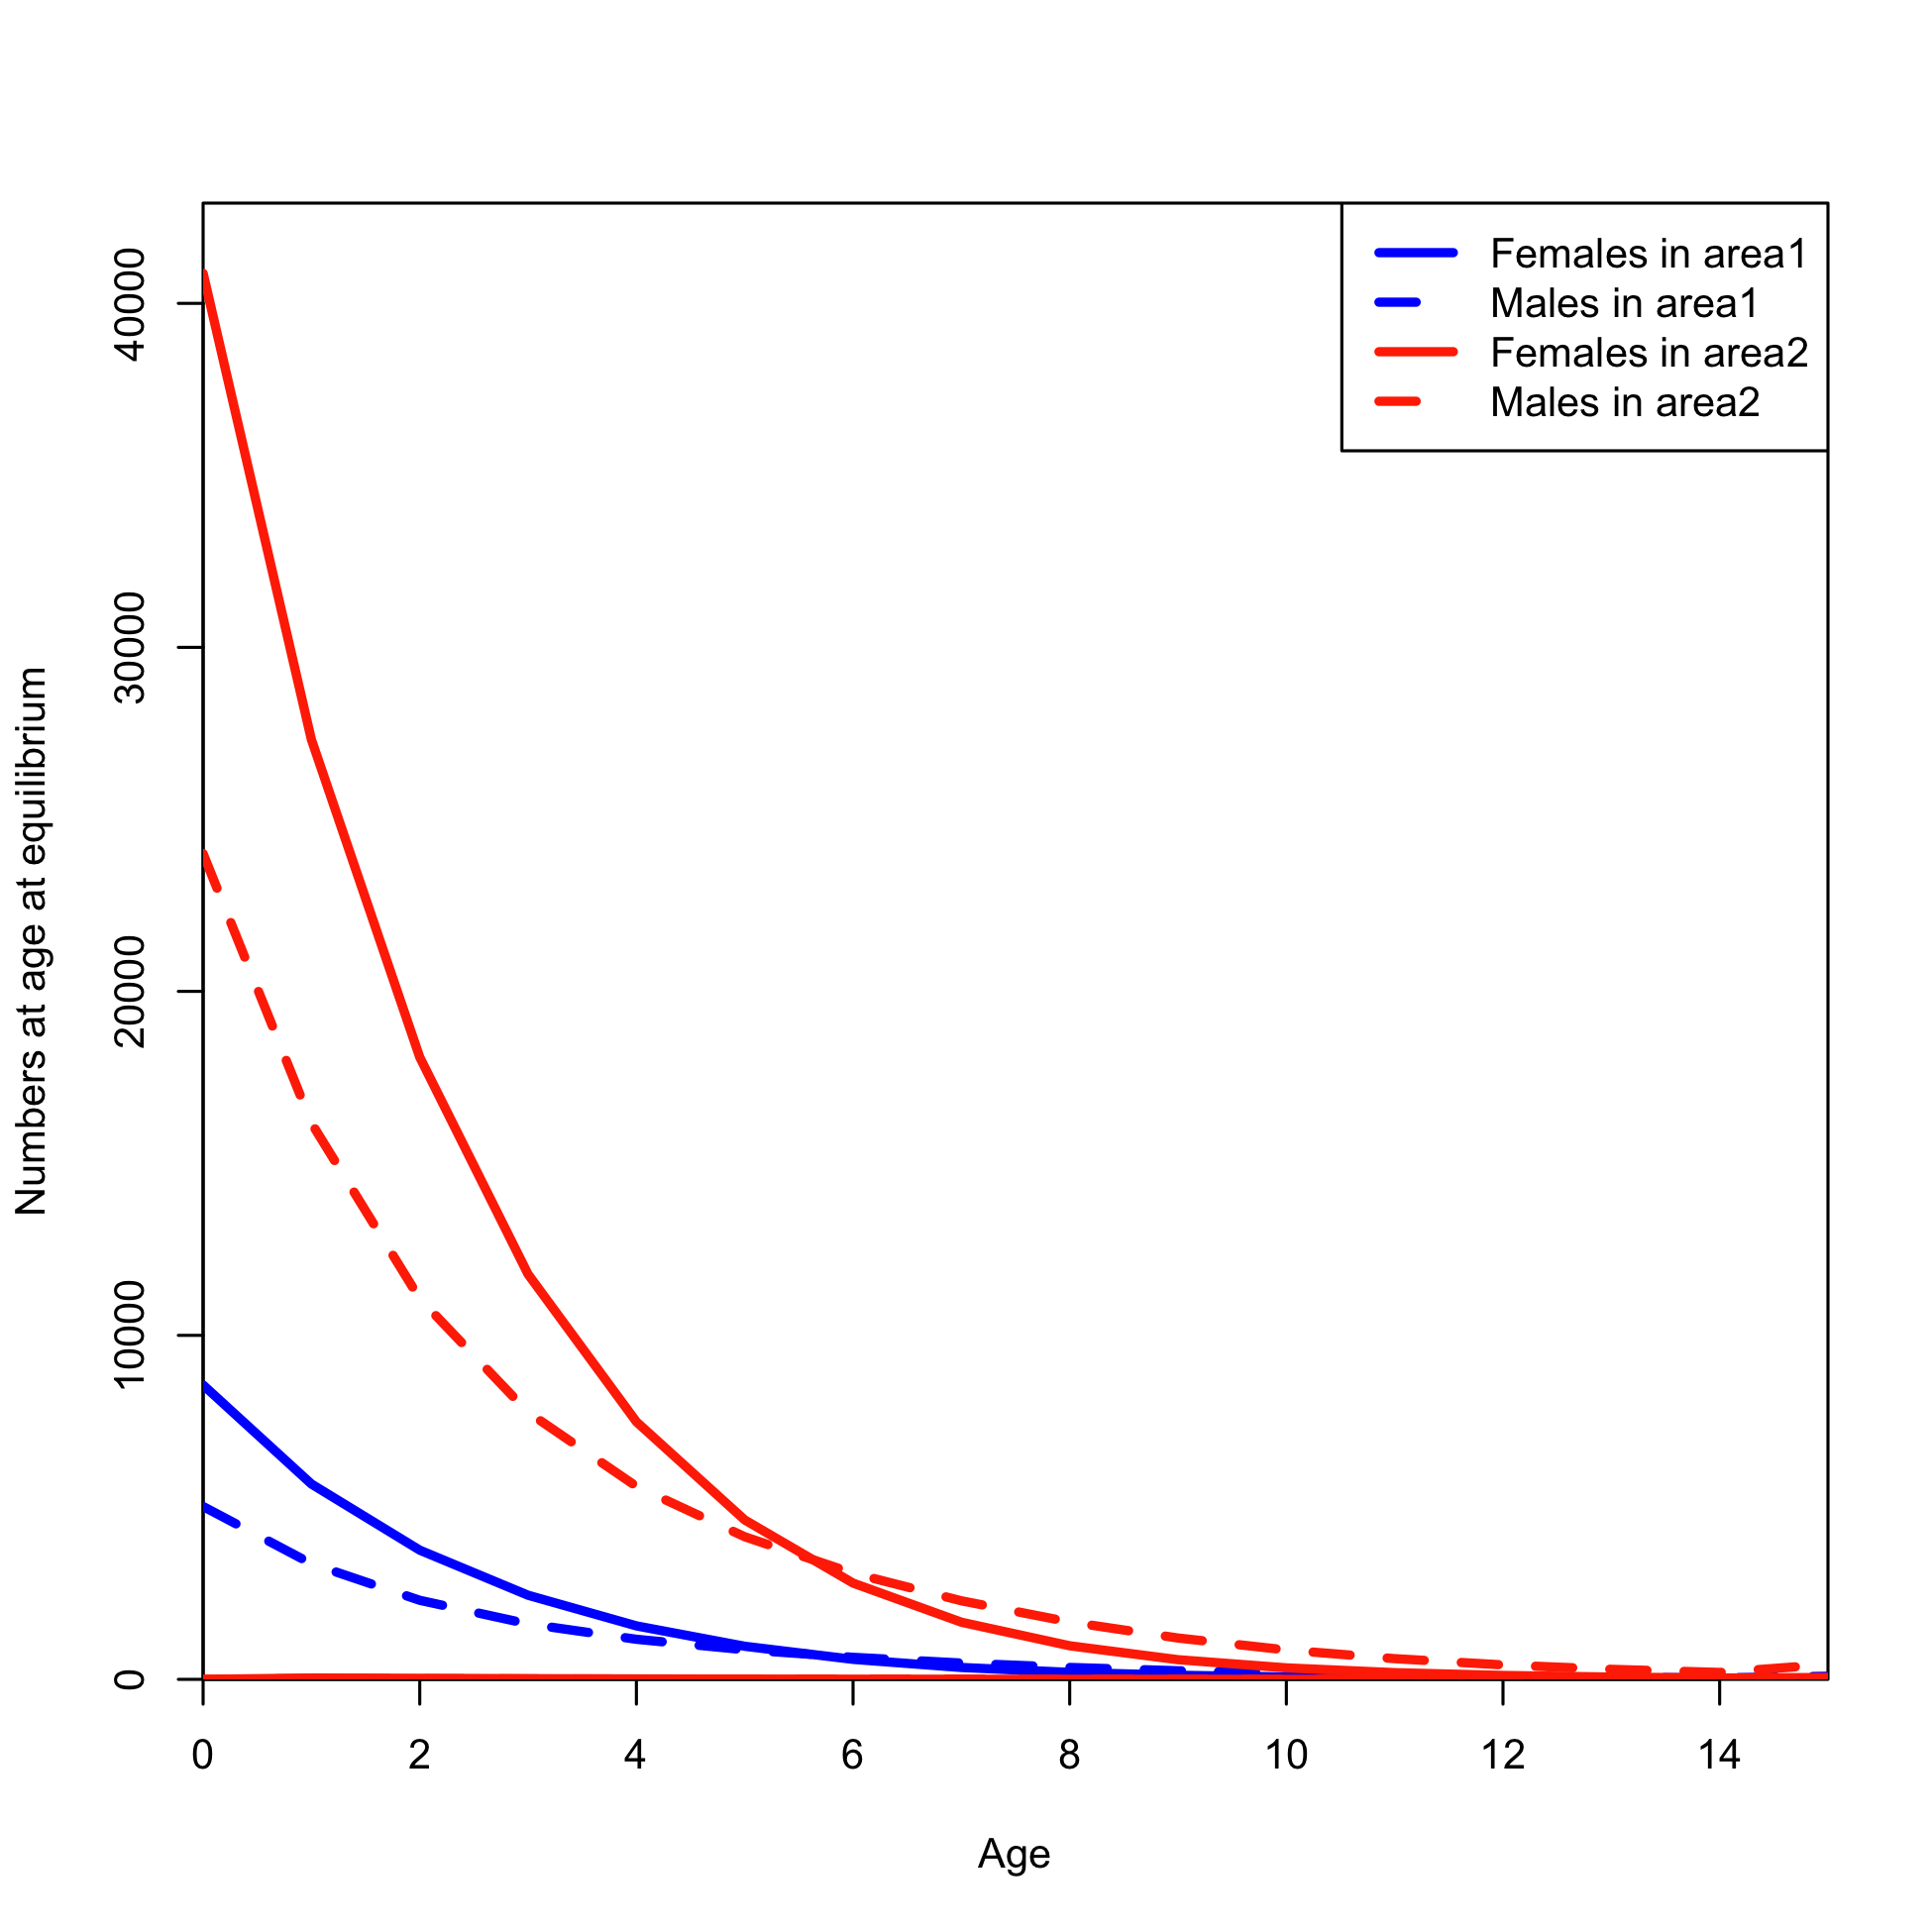 Females in area1
Males in area1
Females in area2
Males in area2
Numbers at age at equilibrium
40000
30000
20000
10000
0
0 2 4 6 8 10 12 14
Age